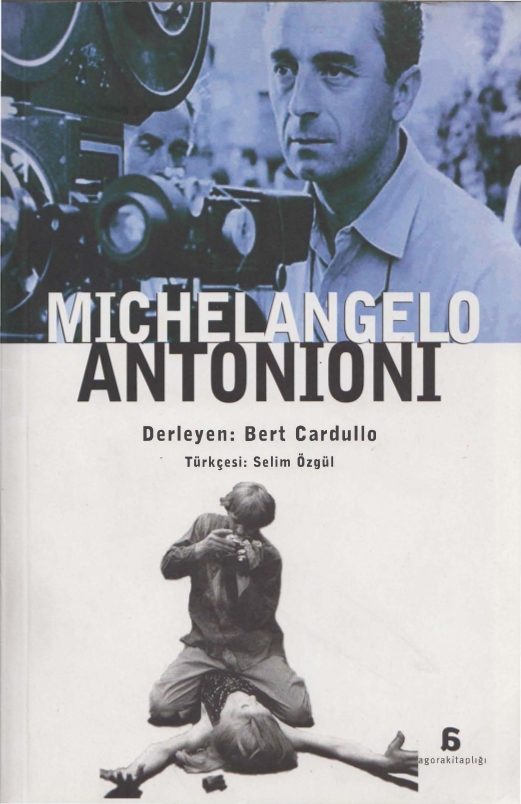 MICHELANGELO
ANTONIONI
Derleyen: Bert Cardullo
Türkçesi: Selim Özgül
agorakitaplığı